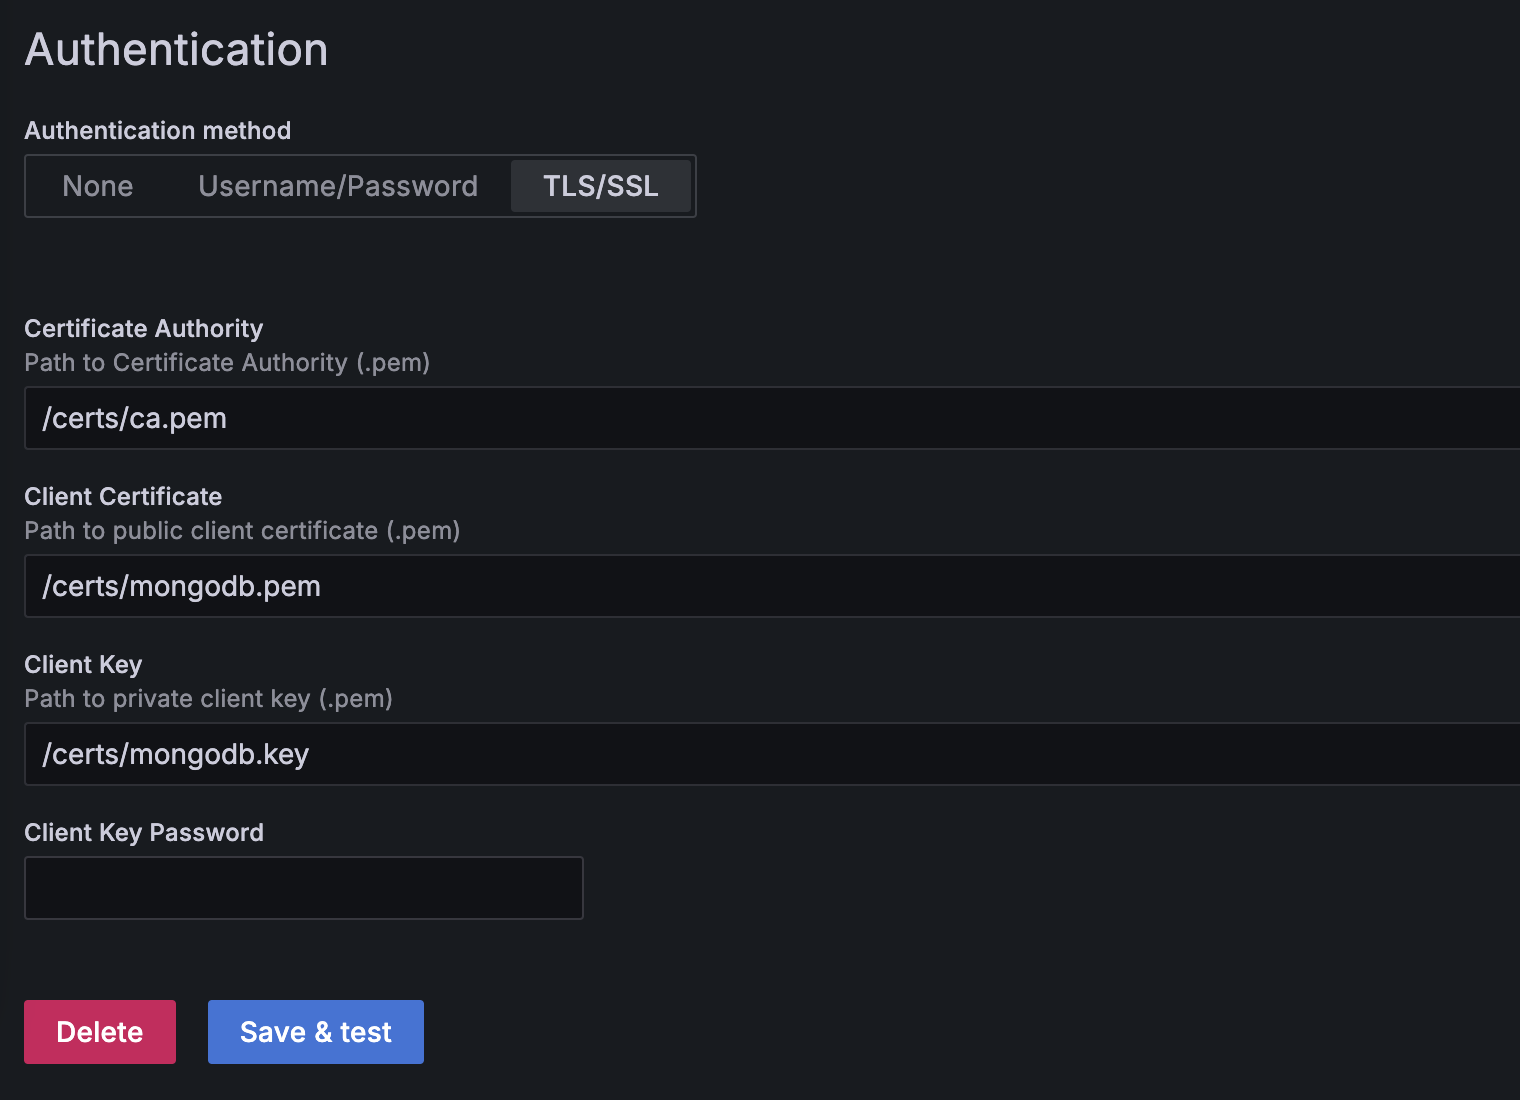 Authentication
Authentication method
None Username/Password TLS/SSL
Certificate Authority
Path to Certificate Authority (.pem)
/certs/ca.pem
Client Certificate
Path to public client certificate (.pem)
/certs/mongodb.pem
Client Key
Path to private client key (.pem)
/certs/mongodb.key
Client Key Password
Delete Save & test